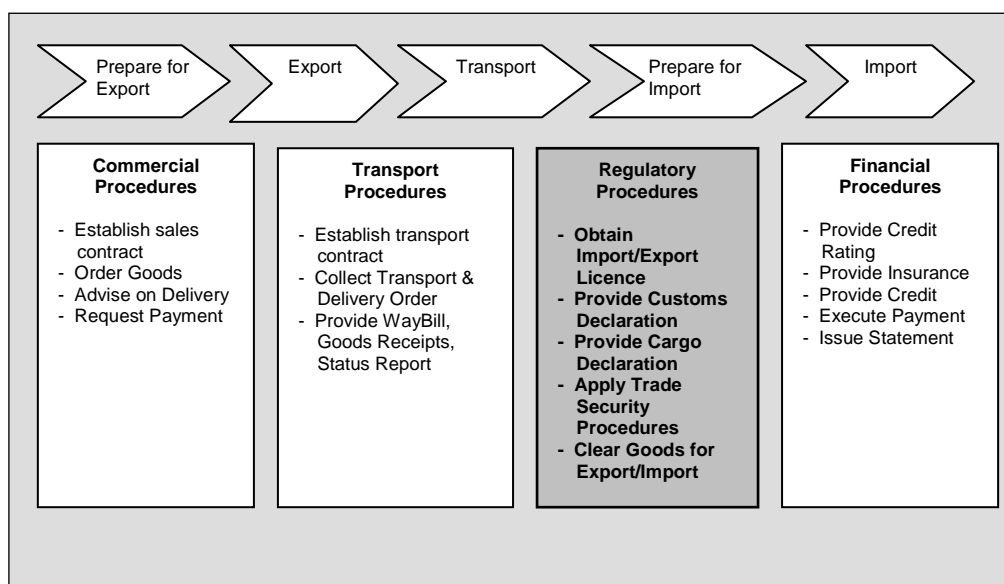 Prepare for
Export
Export
Transport
Prepare for
Import
Import
Commercial
Procedures
- Establish sales
contract
- Order Goods
- Advise on Delivery
- Request Payment
Transport
Procedures
- Establish transport
contract
- Collect Transport &
Delivery Order
- Provide WayBill,
Goods Receipts,
Status Report
Regulatory
Procedures
- Obtain
Import/Export
Licence
- Provide Customs
Declaration
- Provide Cargo
Declaration
- Apply Trade
Security
Procedures
- Clear Goods for
Export/Import
Financial
Procedures
- Provide Credit
Rating
- Provide Insurance
- Provide Credit
- Execute Payment
- Issue Statement